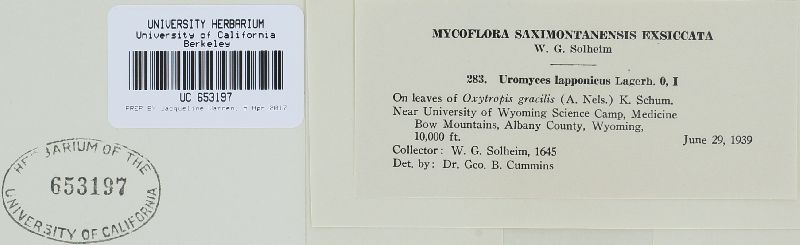 UNIVERSITY HERBARIUM
University of California
Berkeley
UC 653197
PREP BY Jacqueline
HERBARIUM OF THE
653197
UNIVERSITY OF CALIFORNIA
MYCOFLORA SAXIMONTANENSIS EXSICCATA
W. G. Solheim
283. Uromyces lapponicus Lagerh. 0, I
On leaves of Oxytropis gracilis (A. Nels.) K. Schum.
Near University of Wyoming Science Camp, Medicine
Bow Mountains, Albany County, Wyoming,
10,000 ft.
June 29, 1939
Collector: W. G. Solheim, 1645
Det. by: Dr. Geo. B. Cummins